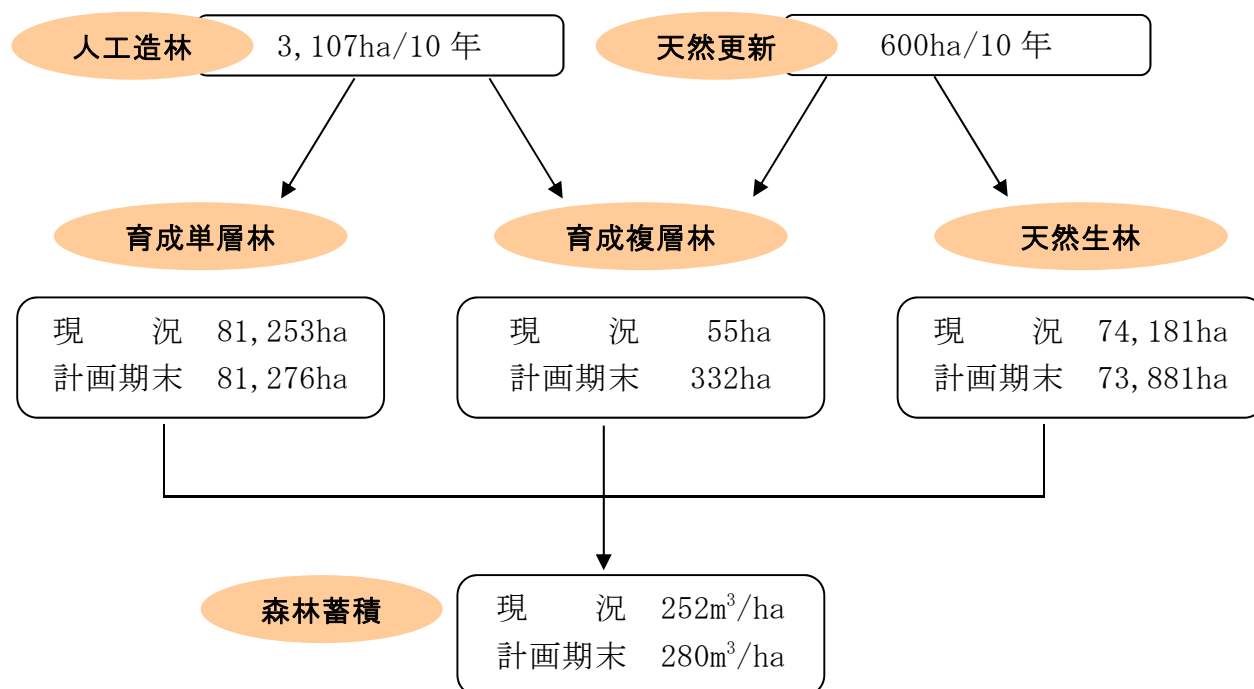 人工造林 3,107ha/10年
天然更新 600ha/10年
育成単層林
育成複層林
天然生林
現　　況 81,253ha
計画期末 81,276ha
現　　況 55ha
計画期末 332ha
現　　況 74,181ha
計画期末 73,881ha
森林蓄積
現　　況 252m³/ha
計画期末 280m³/ha